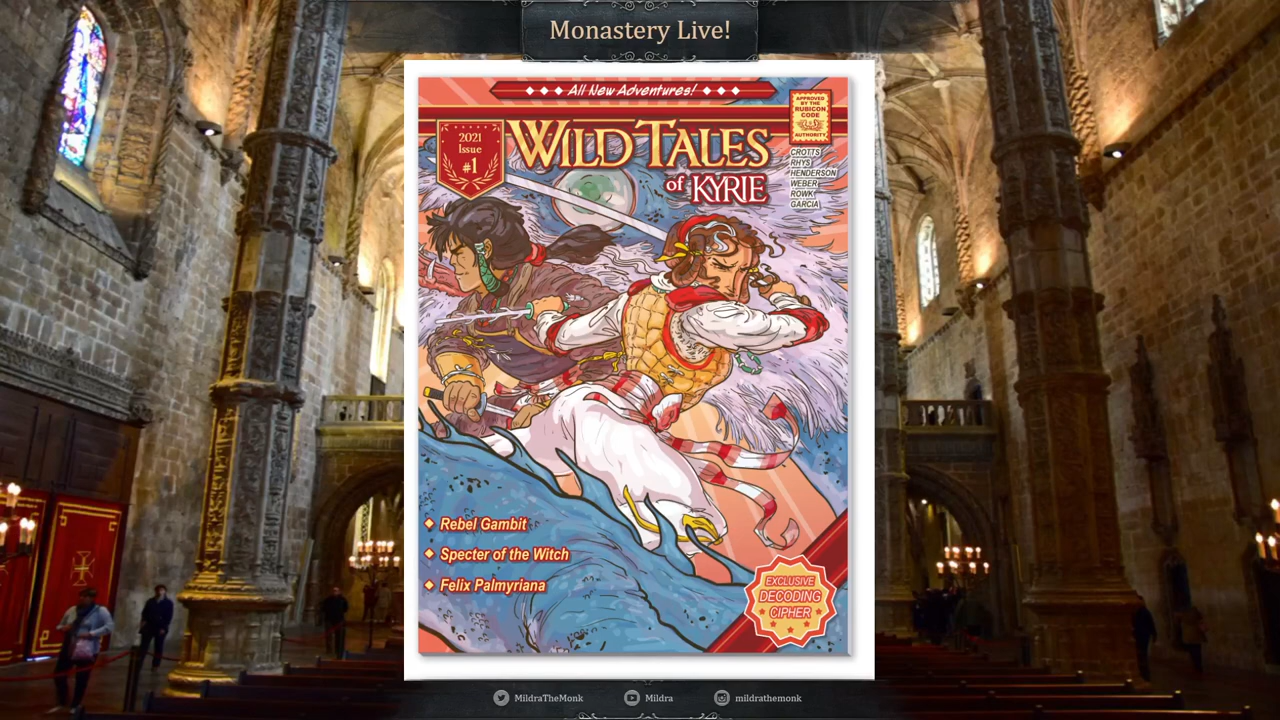 Monastery Live!
All New Adventures!
2021
Issue
#1
WILD TALES
of KYRIE
APPROVED
BY THE
RUBICON
CODE
AUTHORITY
CROTTS
RHYS
HENDERSON
WEBER
ROWK
GARCIA
Rebel Gambit
Specter of the Witch
Felix Palmyriana
EXCLUSIVE
DECODING
CIPHER
MildraTheMonk
Mildra
mildrathemonk